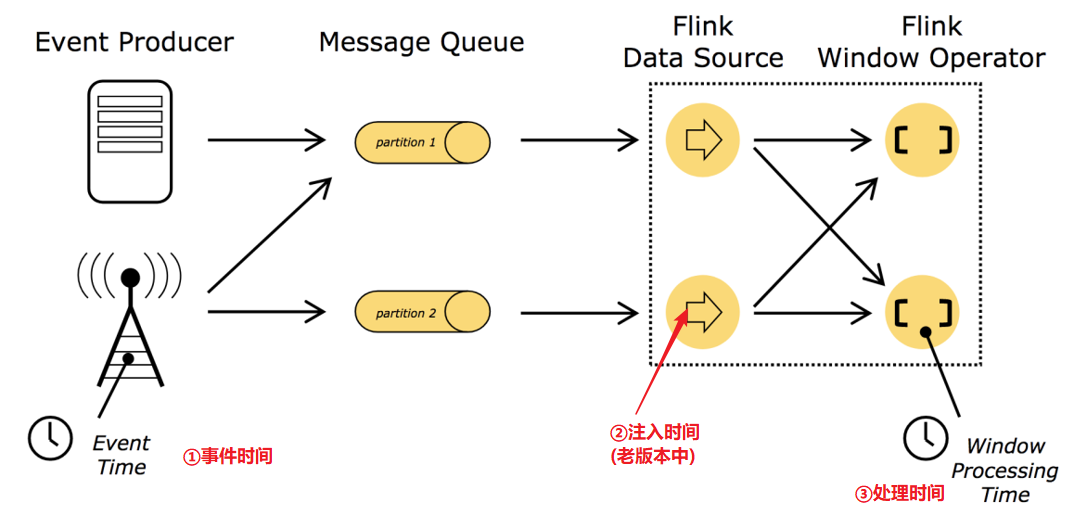 Event Producer
Message Queue
Flink
Data Source
Flink
Window Operator
partition 1
partition 2
Event
Time
①事件时间
②注入时间
(老版本中)
Window
Processing
Time
③处理时间